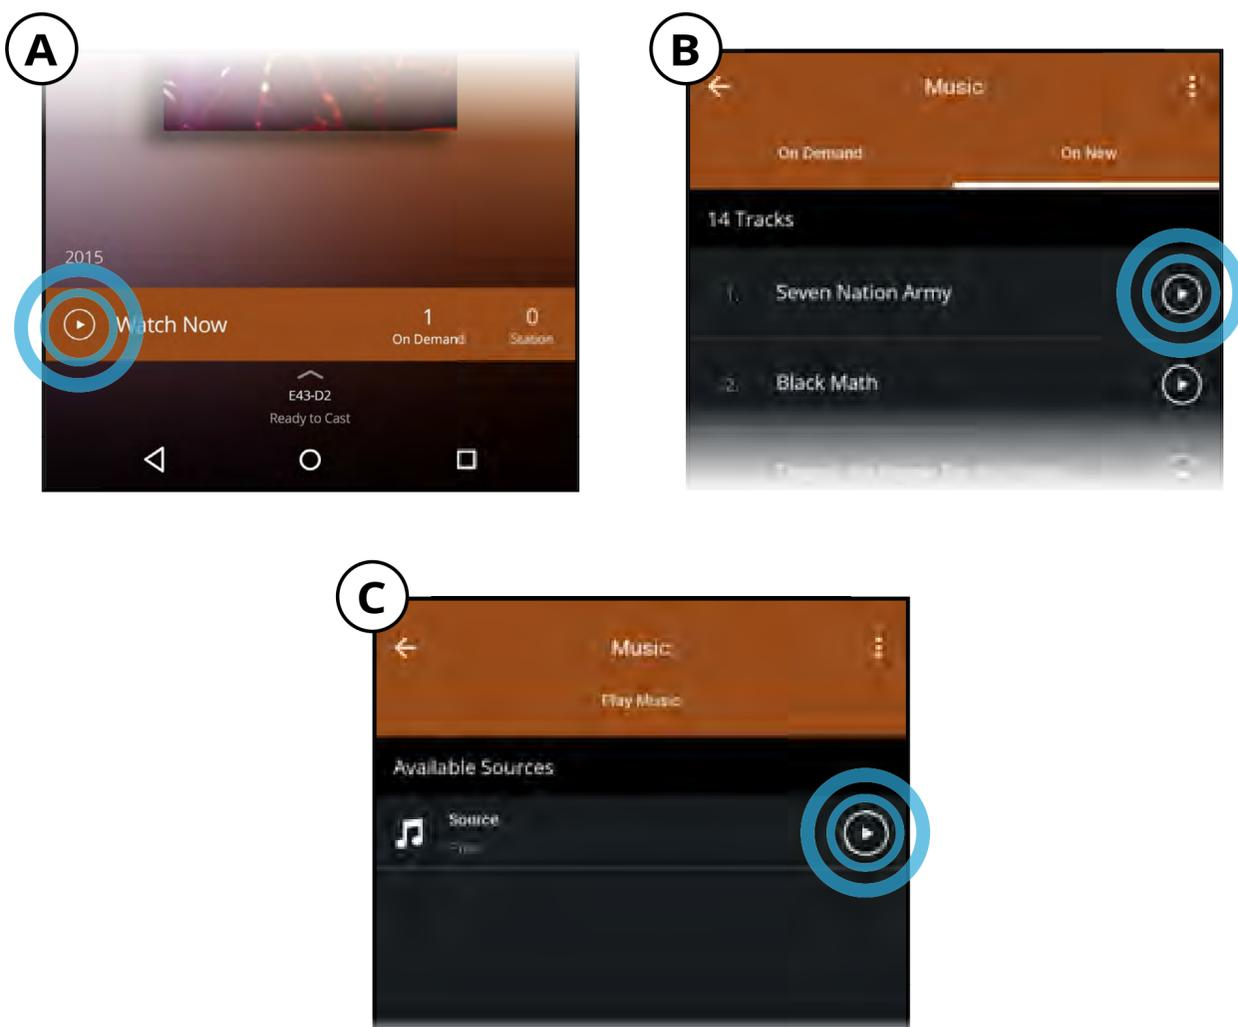 A
2015
Watch Now
1
On Demand
0
Station
E43-D2
Ready to Cast
B
Music
On Demand
On Now
14 Tracks
1. Seven Nation Army
2. Black Math
C
Music
Play Music
Available Sources
Source